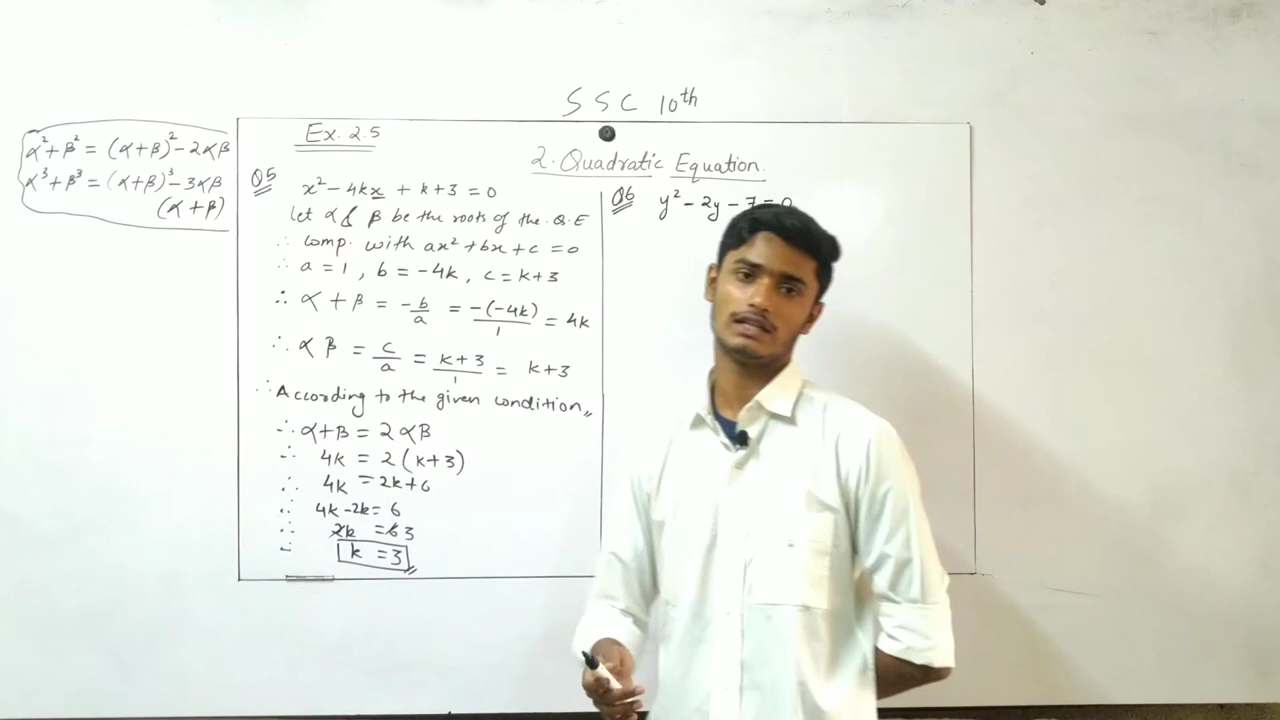 SSC 10th
α² + β² = (α+β)² - 2αβ
α³ + β³ = (α+β)³ - 3αβ
(α + β)
Ex. 2.5
2. Quadratic Equation.
Q5
x² - 4kx + k+3 = 0
let α & β be the roots of the Q.E
∴ comp. with ax² + bx + c = 0
∴ a = 1, b = -4k, c = k+3
∴ α + β = -b/a = -(-4k)/1 = 4k
∴ α β = c/a = k+3/1 = k+3
∴ According to the given condition,,
∴ α+β = 2αβ
∴ 4k = 2(k+3)
∴ 4k = 2k+6
∴ 4k-2k = 6
∴ 2k = 6 3
∴ k = 3
Q6 y² - 2y - 7 = 0